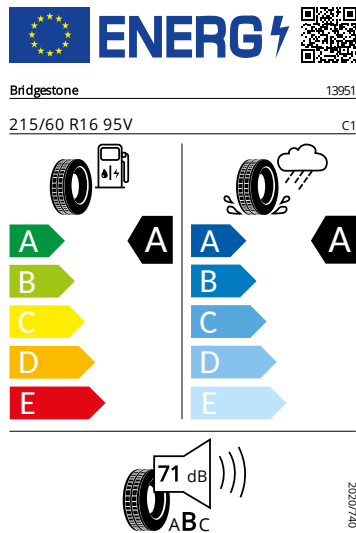 ENERG
Bridgestone 13951
215/60 R16 95V C1
A A A A
B B
C C
D D
E E
71 dB
ABC
2020/740